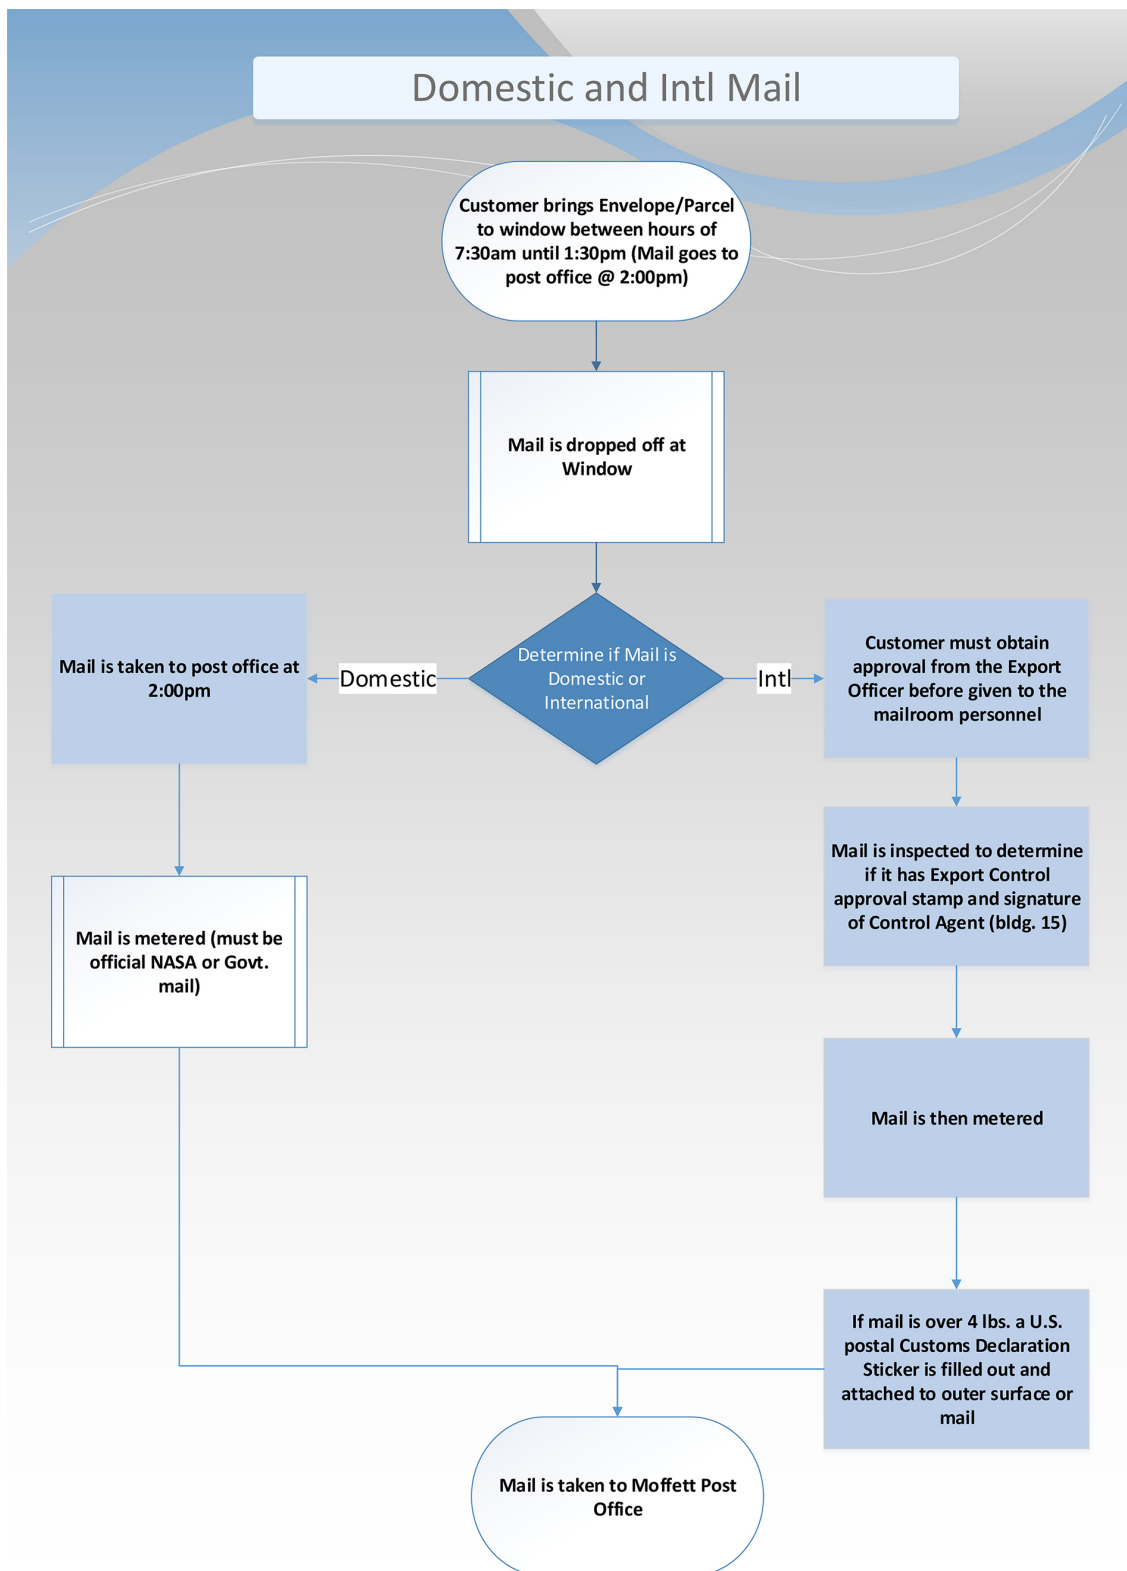 Domestic and Intl Mail
Customer brings Envelope/Parcel
to window between hours of
7:30am until 1:30pm (Mail goes to
post office @ 2:00pm)
Mail is dropped off at
Window
Determine if Mail is
Domestic or
International
Domestic
Intl
Mail is taken to post office at
2:00pm
Mail is metered (must be
official NASA or Govt.
mail)
Customer must obtain
approval from the Export
Officer before given to the
mailroom personnel
Mail is inspected to determine
if it has Export Control
approval stamp and signature
of Control Agent (bldg. 15)
Mail is then metered
If mail is over 4 lbs. a U.S.
postal Customs Declaration
Sticker is filled out and
attached to outer surface or
mail
Mail is taken to Moffett Post
Office